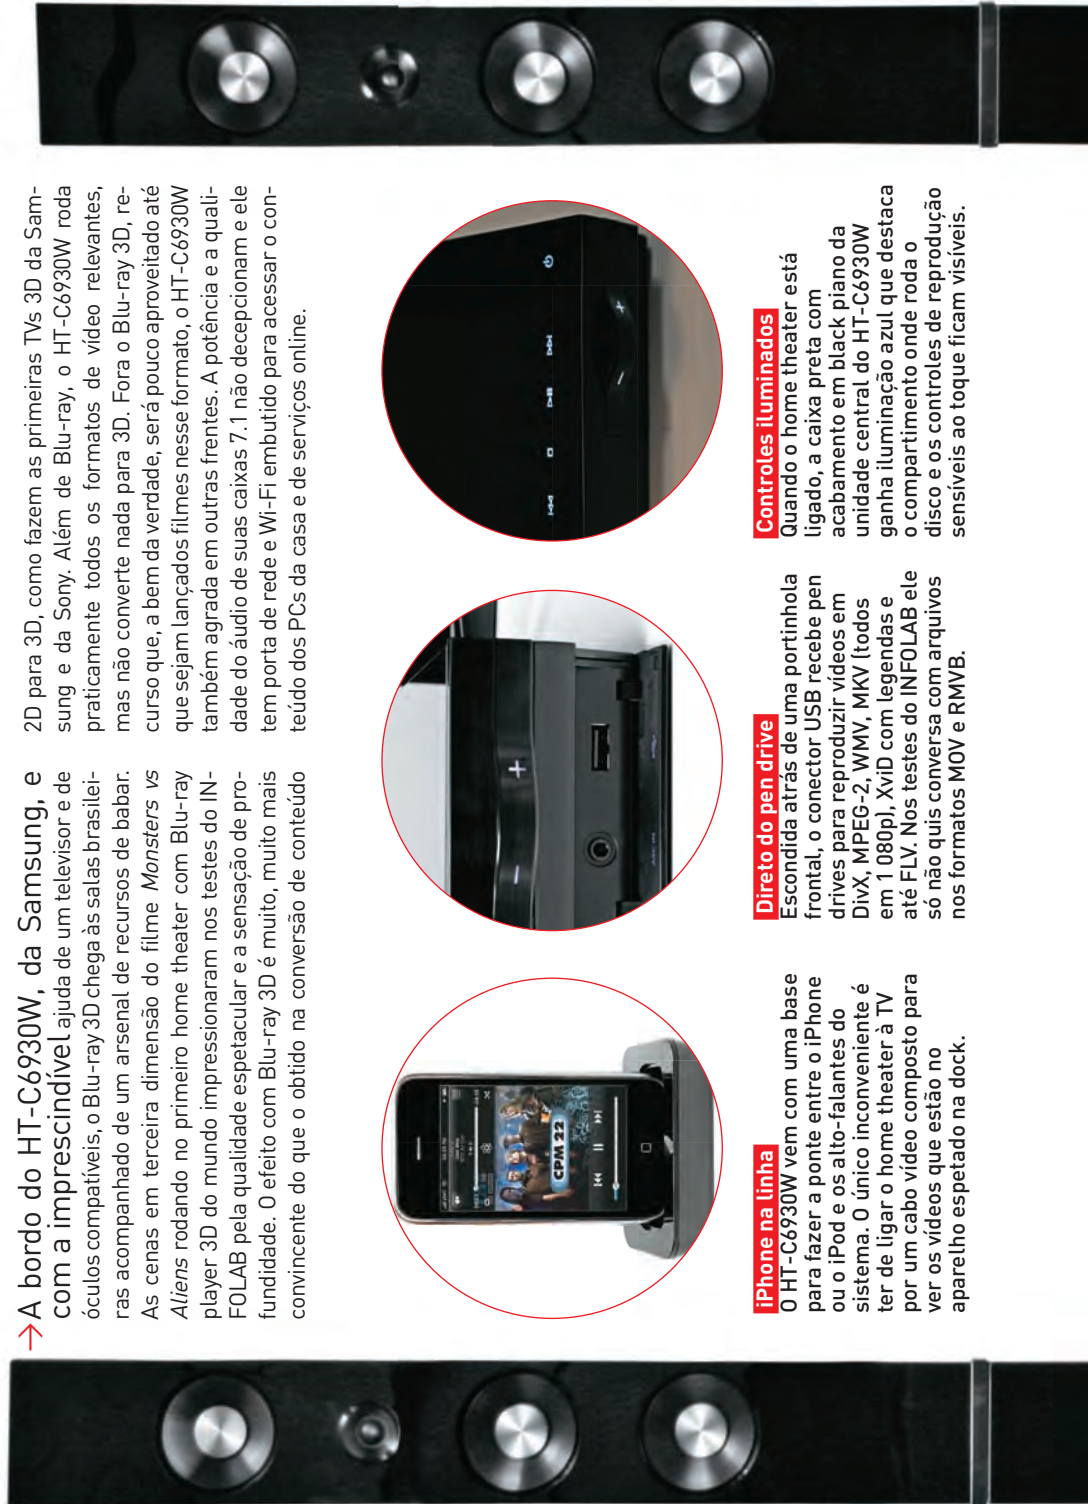 →A bordo do HT-C6930W, da Samsung, e
com a imprescindível ajuda de um televisor e de
óculos compatíveis, o Blu-ray 3D chega às salas brasilei-
ras acompanhado de um arsenal de recursos de babar.
As cenas em terceira dimensão do filme Monsters vs
Aliens rodando no primeiro home theater com Blu-ray
player 3D do mundo impressionaram nos testes do IN-
FOLAB pela qualidade espetacular e a sensação de pro-
fundidade. O efeito com Blu-ray 3D é muito, muito mais
convincente do que o obtido na conversão de conteúdo
2D para 3D, como fazem as primeiras TVs 3D da Sam-
sung e da Sony. Além de Blu-ray, o HT-C6930W roda
praticamente todos os formatos de vídeo relevantes,
mas não converte nada para 3D. Fora o Blu-ray 3D, re-
curso que, a bem da verdade, será pouco aproveitado até
que sejam lançados filmes nesse formato, o HT-C6930W
também agrada em outras frentes. A potência e a quali-
dade do áudio de suas caixas 7.1 não decepcionam e ele
tem porta de rede e Wi-Fi embutido para acessar o con-
teúdo dos PCs da casa e de serviços online.
CPM 22
iPhone na linha
O HT-C6930W vem com uma base
para fazer a ponte entre o iPhone
ou o iPod e os alto-falantes do
sistema. O único inconveniente é
ter de ligar o home theater à TV
por um cabo vídeo composto para
ver os vídeos que estão no
aparelho espetado na dock.
Direto do pen drive
Escondida atrás de uma portinhola
frontal, o conector USB recebe pen
drives para reproduzir vídeos em
DivX, MPEG-2, WMV, MKV (todos
em 1 080p), XviD com legendas e
até FLV. Nos testes do INFOLAB ele
só não quis conversa com arquivos
nos formatos MOV e RMVB.
Controles iluminados
Quando o home theater está
ligado, a caixa preta com
acabamento em black piano da
unidade central do HT-C6930W
ganha iluminação azul que destaca
o compartimento onde roda o
disco e os controles de reprodução
sensíveis ao toque ficam visíveis.